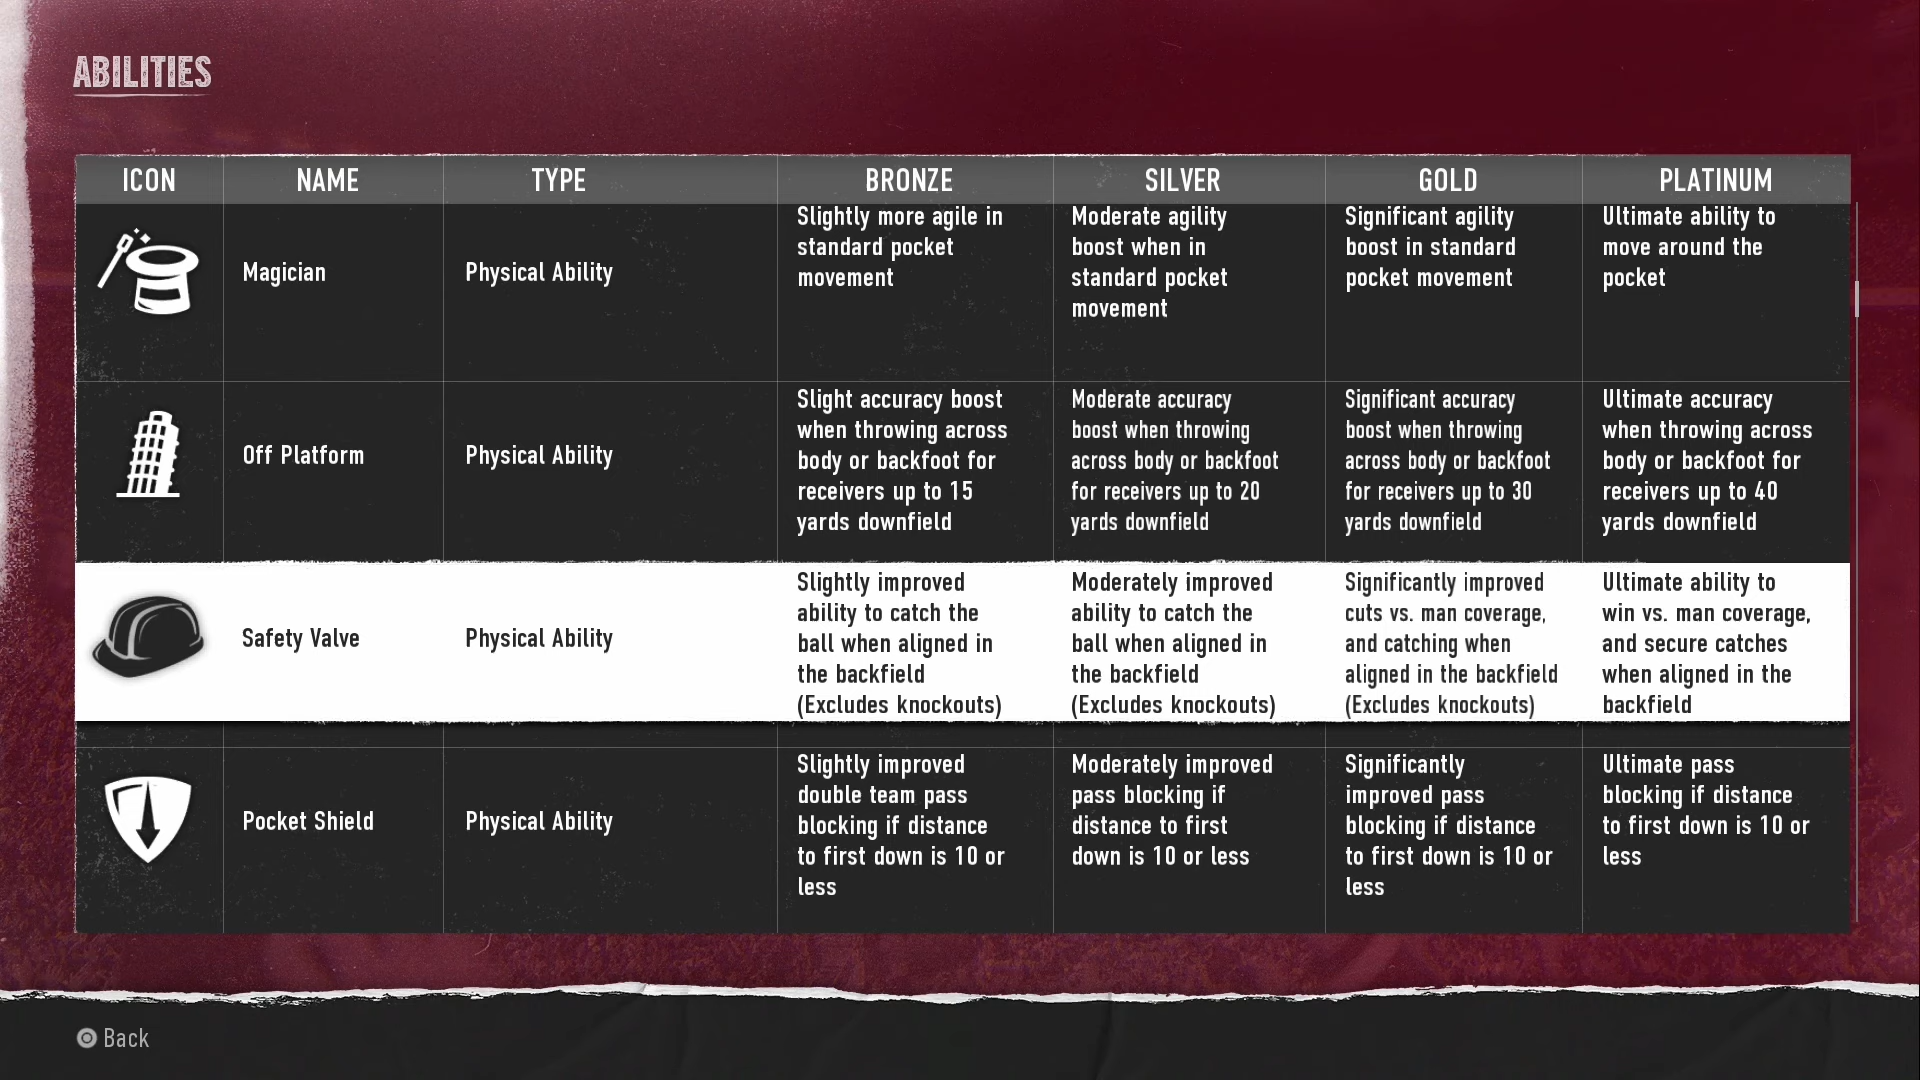 ABILITIES
ICON NAME TYPE BRONZE SILVER GOLD PLATINUM
Magician
Physical Ability
Slightly more agile in
standard pocket
movement
Moderate agility
boost when in
standard pocket
movement
Significant agility
boost in standard
pocket movement
Ultimate ability to
move around the
pocket
Off Platform
Physical Ability
Slight accuracy boost
when throwing across
body or backfoot for
receivers up to 15
yards downfield
Moderate accuracy
boost when throwing
across body or backfoot
for receivers up to 20
yards downfield
Significant accuracy
boost when throwing
across body or backfoot
for receivers up to 30
yards downfield
Ultimate accuracy
when throwing across
body or backfoot for
receivers up to 40
yards downfield
Safety Valve
Physical Ability
Slightly improved
ability to catch the
ball when aligned in
the backfield
(Excludes knockouts)
Moderately improved
ability to catch the
ball when aligned in
the backfield
(Excludes knockouts)
Significantly improved
cuts vs. man coverage,
and catching when
aligned in the backfield
(Excludes knockouts)
Ultimate ability to
win vs. man coverage,
and secure catches
when aligned in the
backfield
Pocket Shield
Physical Ability
Slightly improved
double team pass
blocking if distance
to first down is 10 or
less
Moderately improved
pass blocking if
distance to first
down is 10 or less
Significantly
improved pass
blocking if distance
to first down is 10 or
less
Ultimate pass
blocking if distance
to first down is 10 or
less
Back